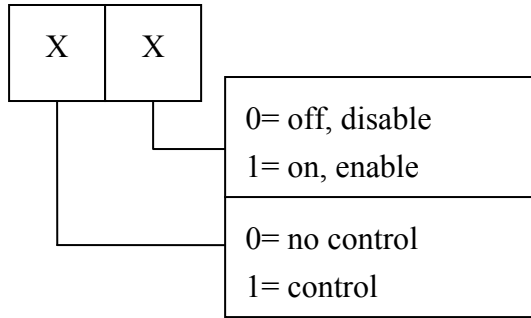 X X
0= off, disable
1= on, enable
0= no control
1= control